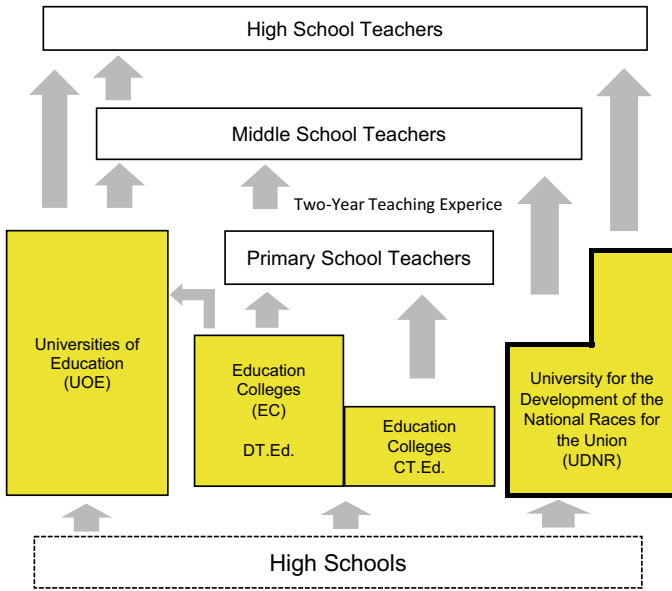 High School Teachers
Middle School Teachers
Two-Year Teaching Experice
Primary School Teachers
Universities of
Education
(UOE)
Education
Colleges
(EC)
DT.Ed.
Education
Colleges
CT.Ed.
University for the
Development of the
National Races for
the Union
(UDNR)
High Schools